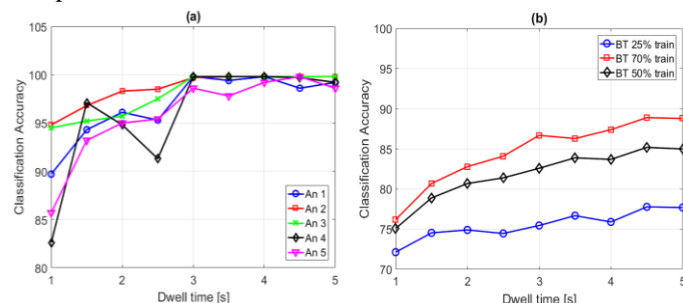 (a)
105
100
95
90
85
80
Classification Accuracy
1
2
3
4
5
Dwell time [s]
An 1
An 2
An 3
An 4
An 5
(b)
90
85
80
75
70
Classification Accuracy
1
2
3
4
5
Dwell time [s]
BT 25% train
BT 70% train
BT 50% train